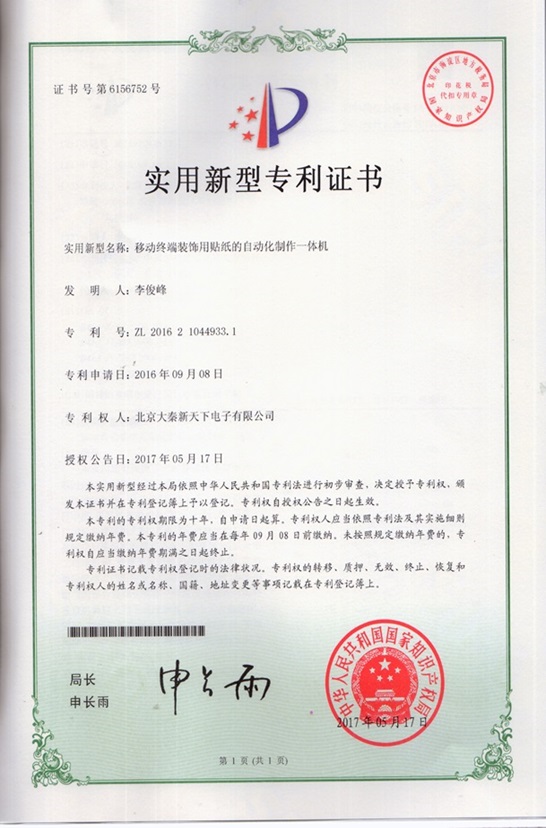 证书号第6156752号
北京市海淀区地方税务局
印花税
代扣专用章
国家知识产权局
实用新型专利证书
实用新型名称：移动终端装饰用贴纸的自动化制作一体机
发明人：李俊峰
专利号：ZL 2016 2 1044933.1
专利申请日：2016年09月08日
专利权人：北京大秦新天下电子有限公司
授权公告日：2017年05月17日
本实用新型经过本局依照中华人民共和国专利法进行初步审查，决定授予专利权，颁
发本证书并在专利登记簿上予以登记。专利权自授权公告之日起生效。
本专利的专利权期限为十年，自申请日起算。专利权人应当依照专利法及其实施细则
规定缴纳年费。本专利的年费应当在每年09月08日前缴纳。未按照规定缴纳年费的，专
利权自应当缴纳年费期满之日起终止。
专利证书记载专利权登记时的法律状况。专利权的转移、质押、无效、终止、恢复和
专利权人的姓名或名称、国籍、地址变更等事项记载在专利登记簿上。
局长
申长雨
申长雨
中华人民共和国国家知识产权局
2017年05月17日
第1页（共1页）